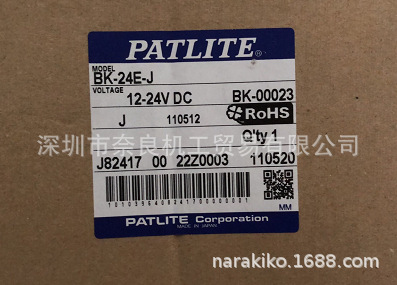 PATLITE®
MODEL
BK-24E-J
VOLTAGE
12-24V DC BK-00023
J 110512 RoHS
Q'ty 1
深圳市奈良机工贸易有限公司
J82417 00 22Z0003 110520
MM
PATLITE Corporation
MADE IN JAPAN
narakiko.1688.com